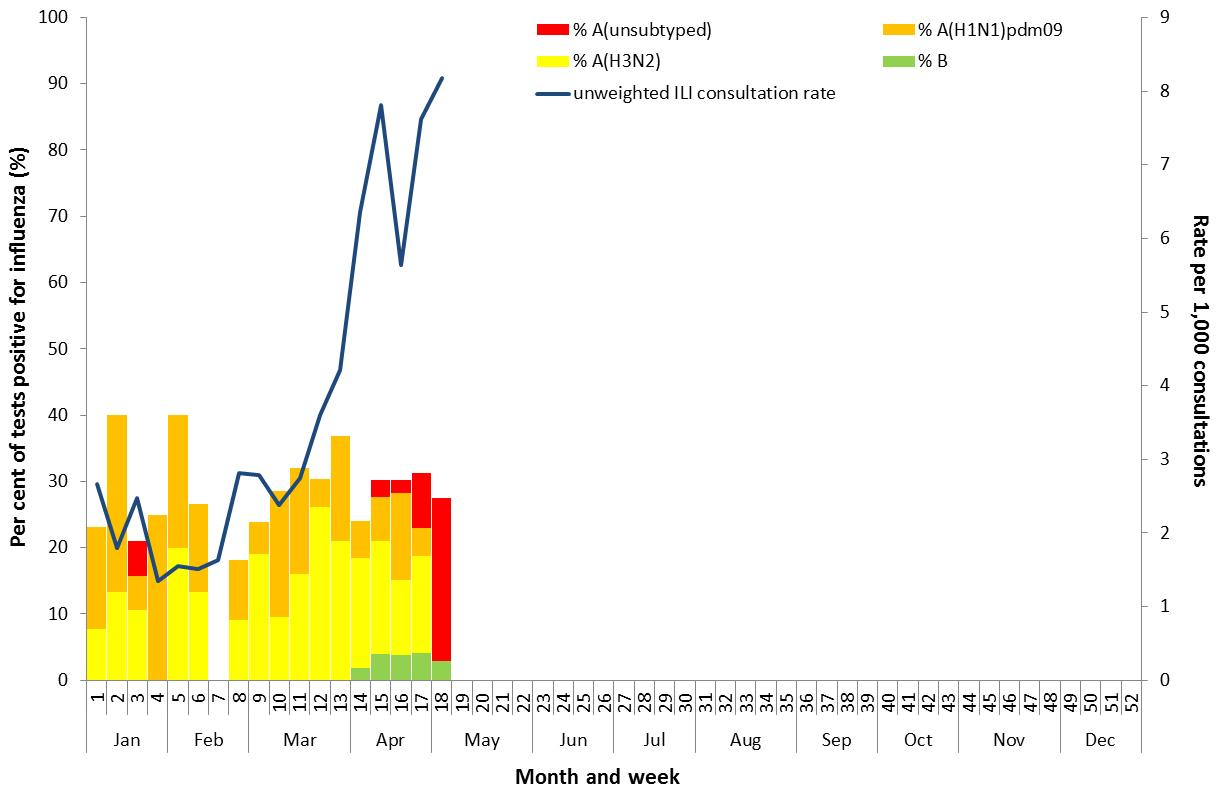 % A(unsubtyped) % A(H1N1)pdm09
% A(H3N2) % B
unweighted ILI consultation rate
Per cent of tests positive for influenza (%)
100
90
80
70
60
50
40
30
20
10
0
9
8
7
6
5
4
3
2
1
0
Rate per 1,000 consultations
1 2 3 4 5 6 7 8 9 10 11 12 13 14 15 16 17 18 19 20 21 22 23 24 25 26 27 28 29 30 31 32 33 34 35 36 37 38 39 40 41 42 43 44 45 46 47 48 49 50 51 52
Jan Feb Mar Apr May Jun Jul Aug Sep Oct Nov Dec
Month and week